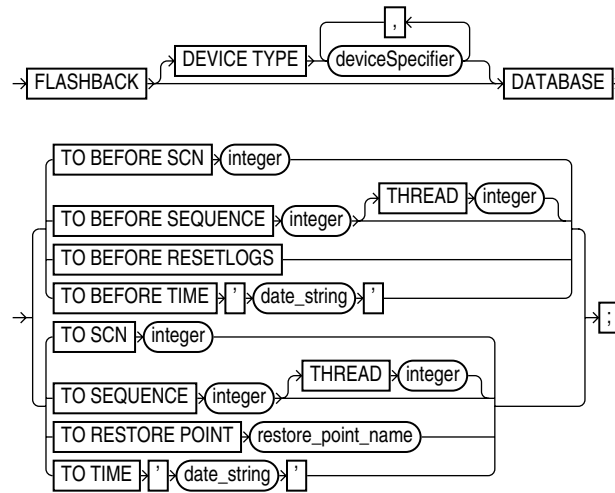 ,
FLASHBACK DEVICE TYPE deviceSpecifier DATABASE
TO BEFORE SCN integer
TO BEFORE SEQUENCE integer THREAD integer
TO BEFORE RESETLOGS
TO BEFORE TIME ’ date_string ’
;
TO SCN integer
TO SEQUENCE integer THREAD integer
TO RESTORE POINT restore_point_name
TO TIME ’ date_string ’